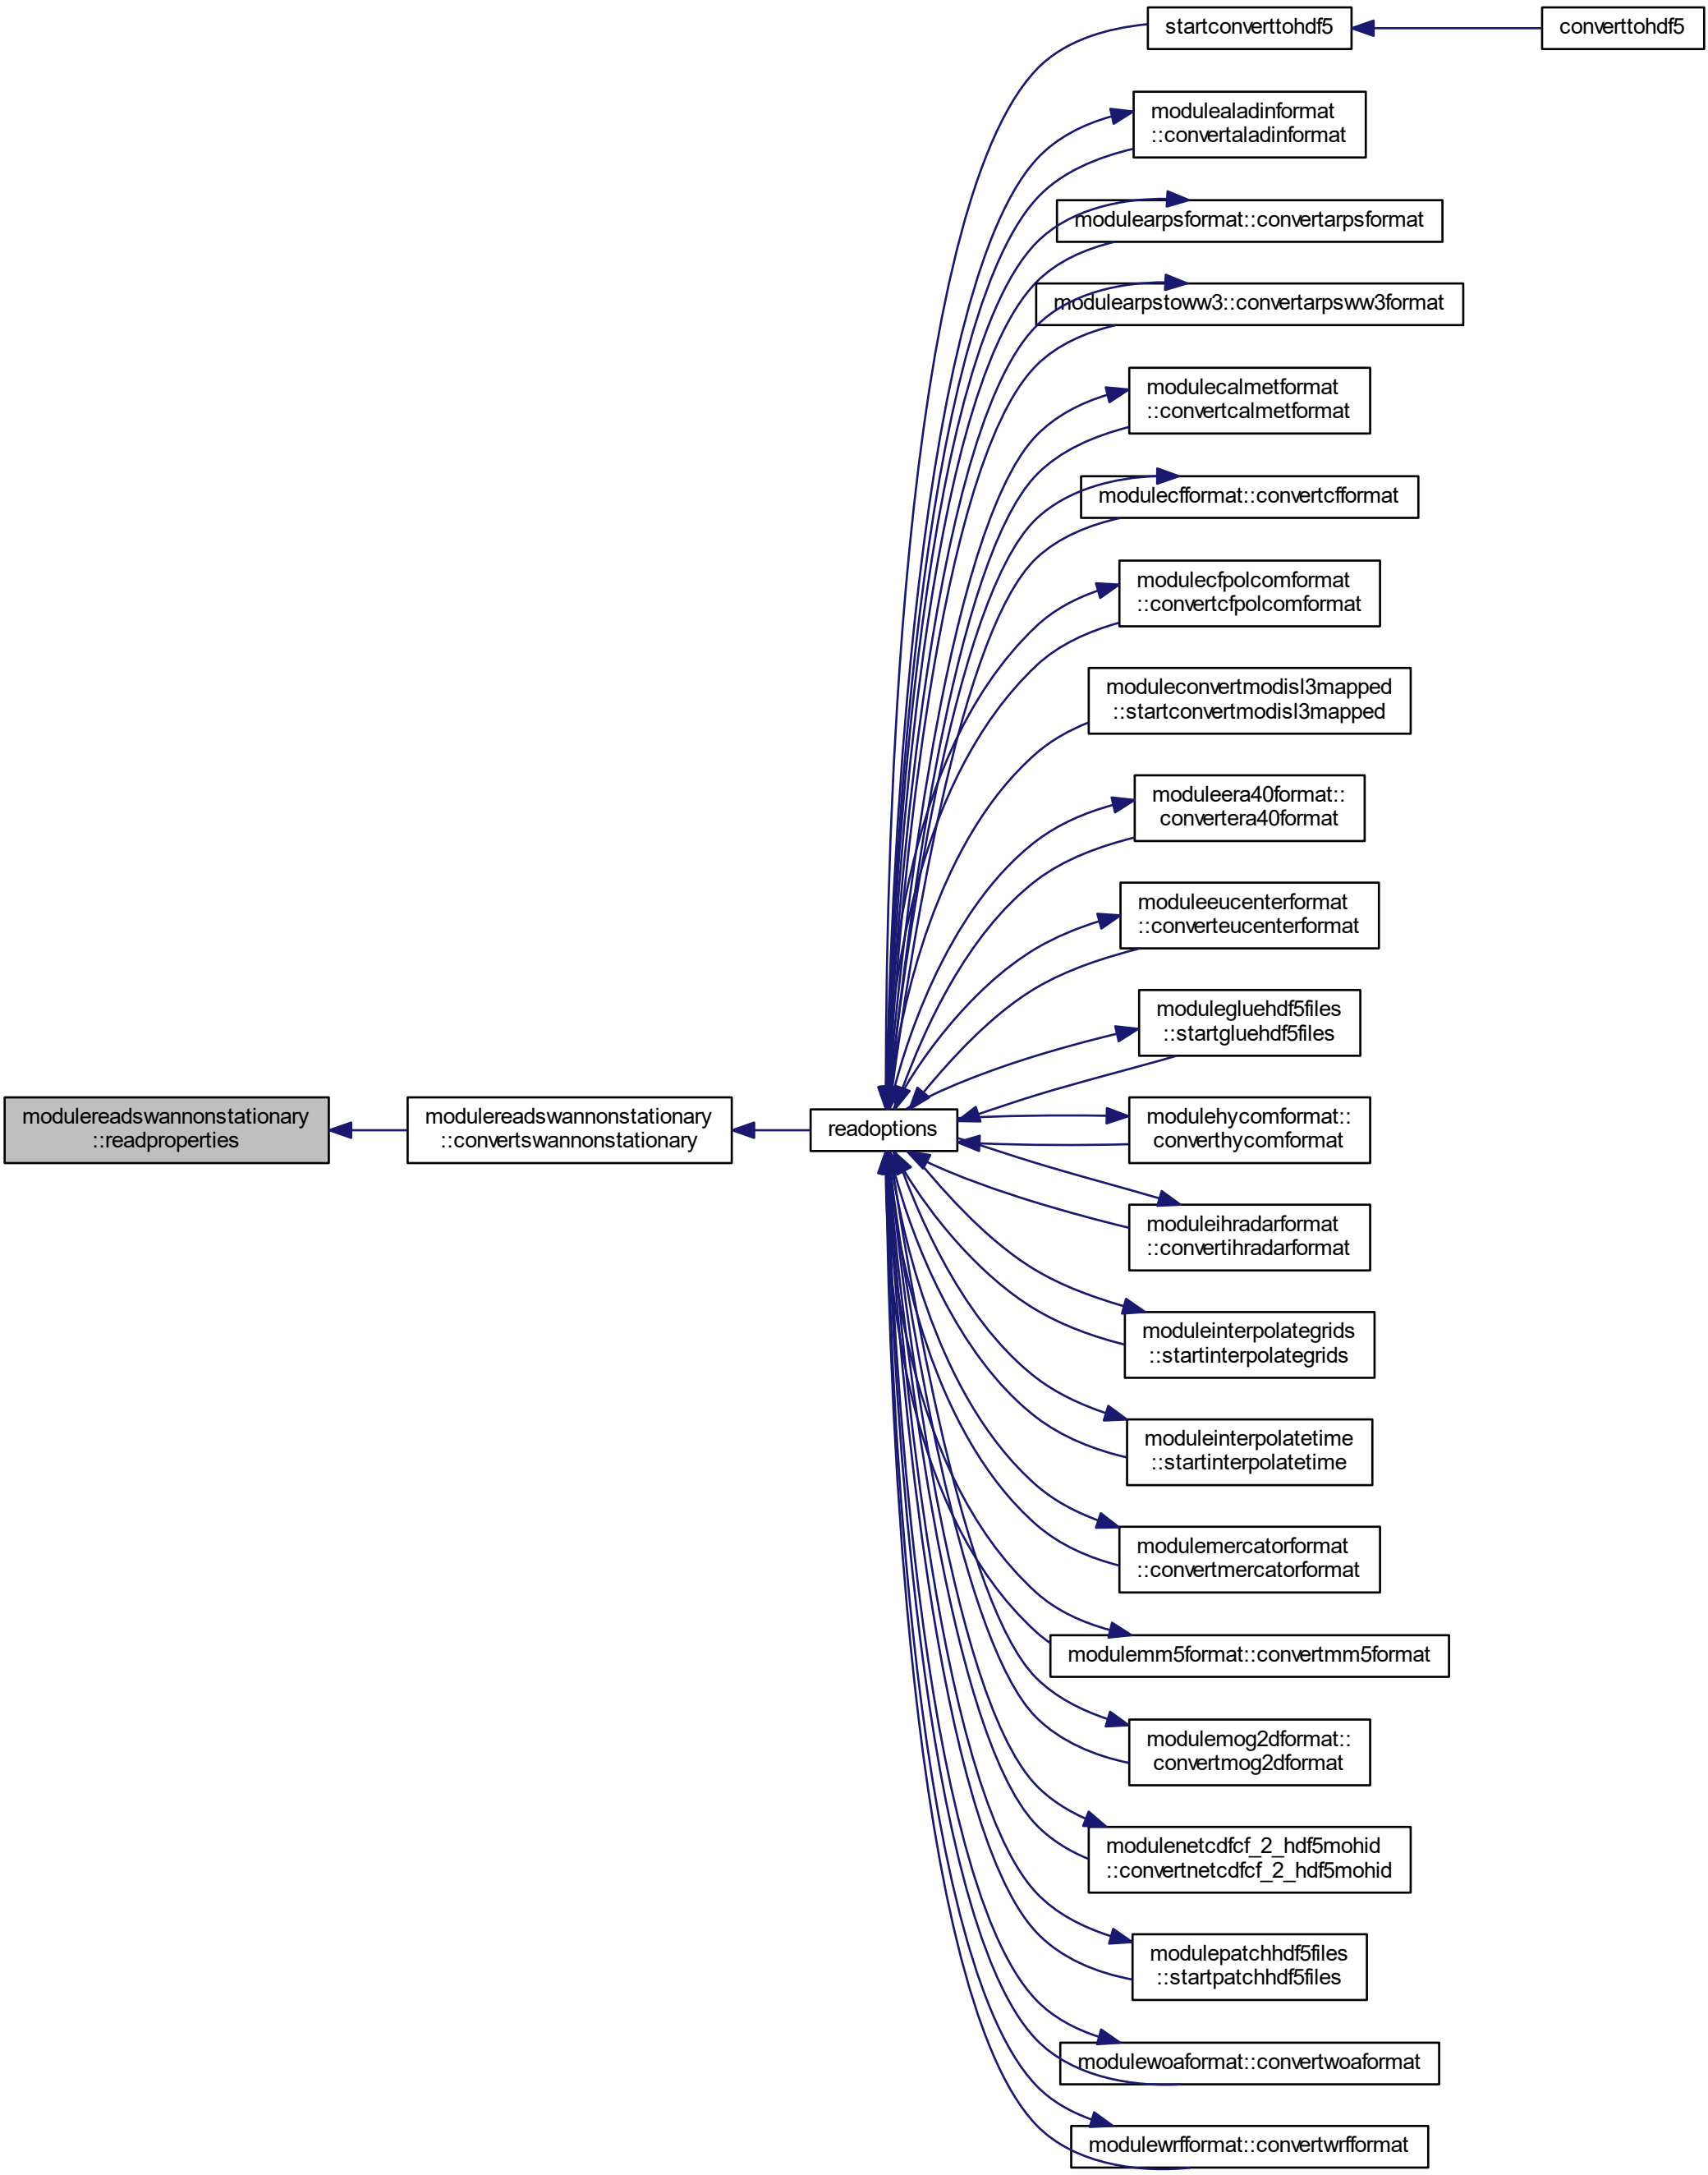 startconverttohdf5
converttohdf5
modulealadinformat
::convertaladinformat
modulearpsformat::convertarpsformat
modulearpstoww3::convertarpsww3format
modulecalmetformat
::convertcalmetformat
modulecfformat::convertcfformat
modulecfpolcomformat
::convertcfpolcomformat
moduleconvertmodisl3mapped
::startconvertmodisl3mapped
moduleera40format::
convertera40format
moduleeucenterformat
::converteucenterformat
modulegluehdf5files
::startgluehdf5files
modulereadswannonstationary
::readproperties
modulereadswannonstationary
::convertswannonstationary
readoptions
modulehycomformat::
converthycomformat
moduleihradarformat
::convertihradarformat
moduleinterpolategrids
::startinterpolategrids
moduleinterpolatetime
::startinterpolatetime
modulemercatorformat
::convertmercatorformat
modulemm5format::convertmm5format
modulemog2dformat::
convertmog2dformat
modulenetcdfcf_2_hdf5mohid
::convertnetcdfcf_2_hdf5mohid
modulepatchhdf5files
::startpatchhdf5files
modulewoaformat::convertwoaformat
modulewrfformat::convertwrfformat